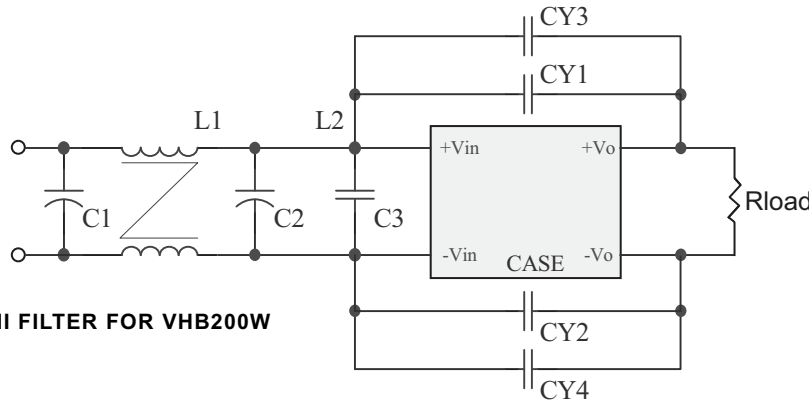 CY3
CY1
L1
L2
+Vin
+Vo
C1
C2
C3
Rload
-Vin
-Vo
CASE
FILTER FOR VHB200W
CY2
CY4